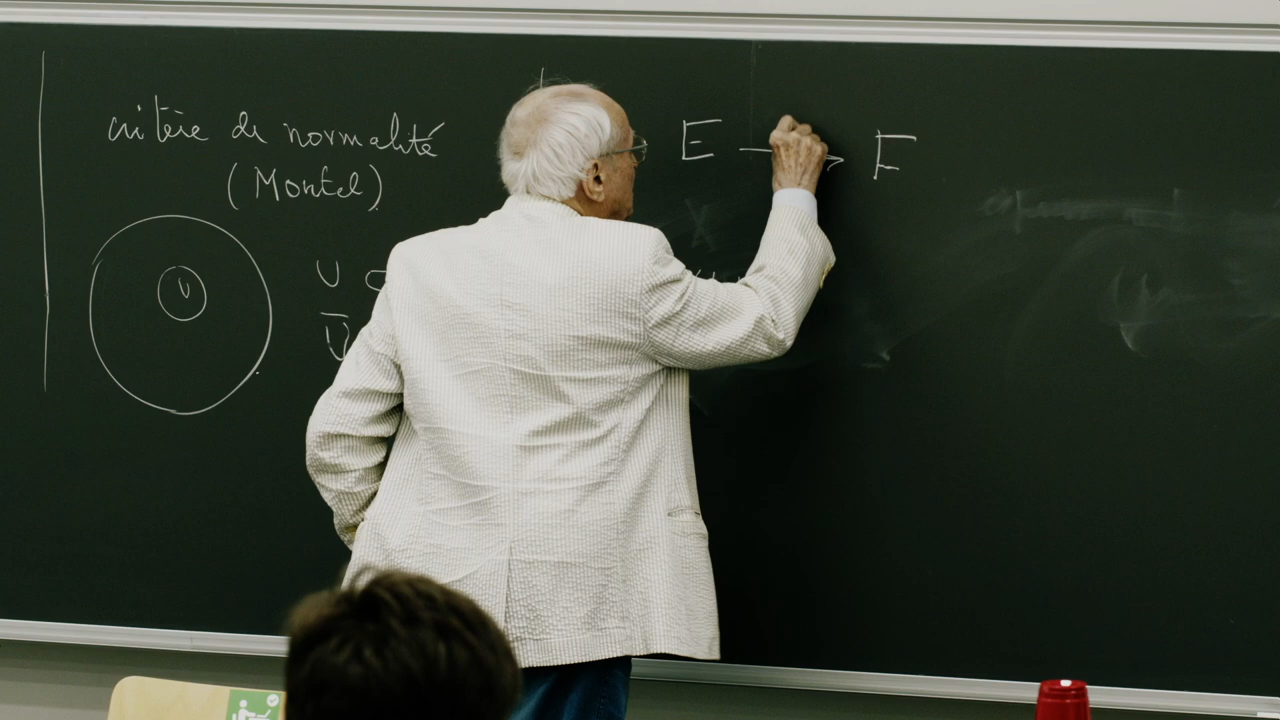 critère de normalité
(Montel)
U
U ⊂
U̅
E → F